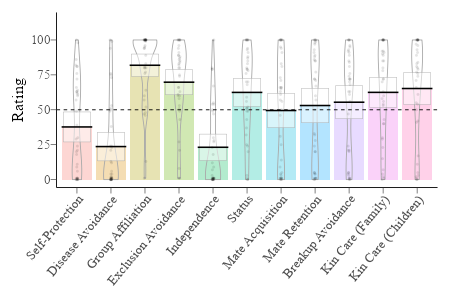 100
75
50
25
0
Rating
Self-Protection
Disease Avoidance
Group Affiliation
Exclusion Avoidance
Independence
Status
Mate Acquisition
Mate Retention
Breakup Avoidance
Kin Care (Family)
Kin Care (Children)